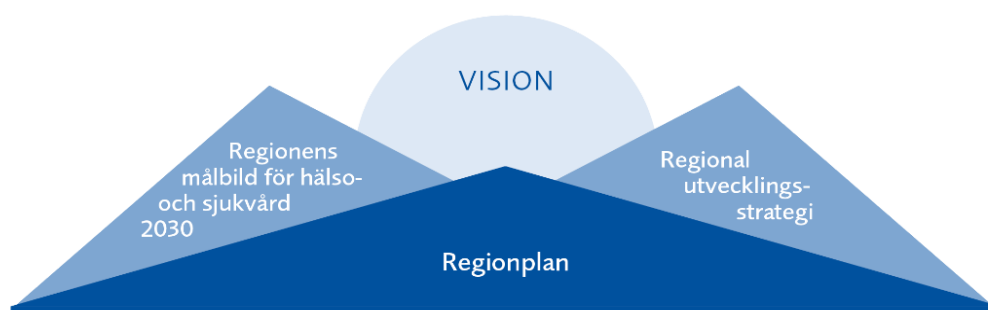 VISION
Regionens
målbild för hälso-
och sjukvård
2030
Regional
utvecklings-
strategi
Regionplan